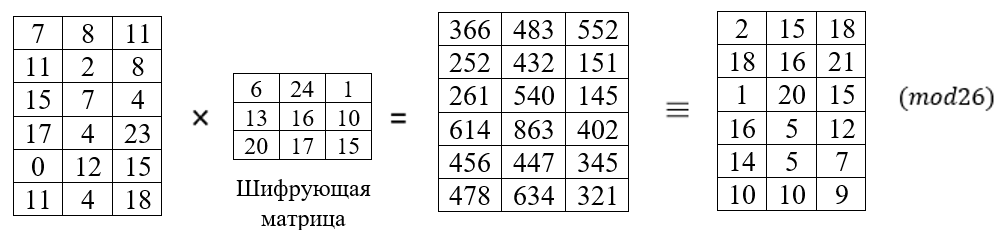 7 8 11
11 2 8
15 7 4
17 4 23
0 12 15
11 4 18
×
6 24 1
13 16 10
20 17 15
Шифрующая
матрица
=
366 483 552
252 432 151
261 540 145
614 863 402
456 447 345
478 634 321
≡
2 15 18
18 16 21
1 20 15
16 5 12
14 5 7
10 10 9
(mod26)